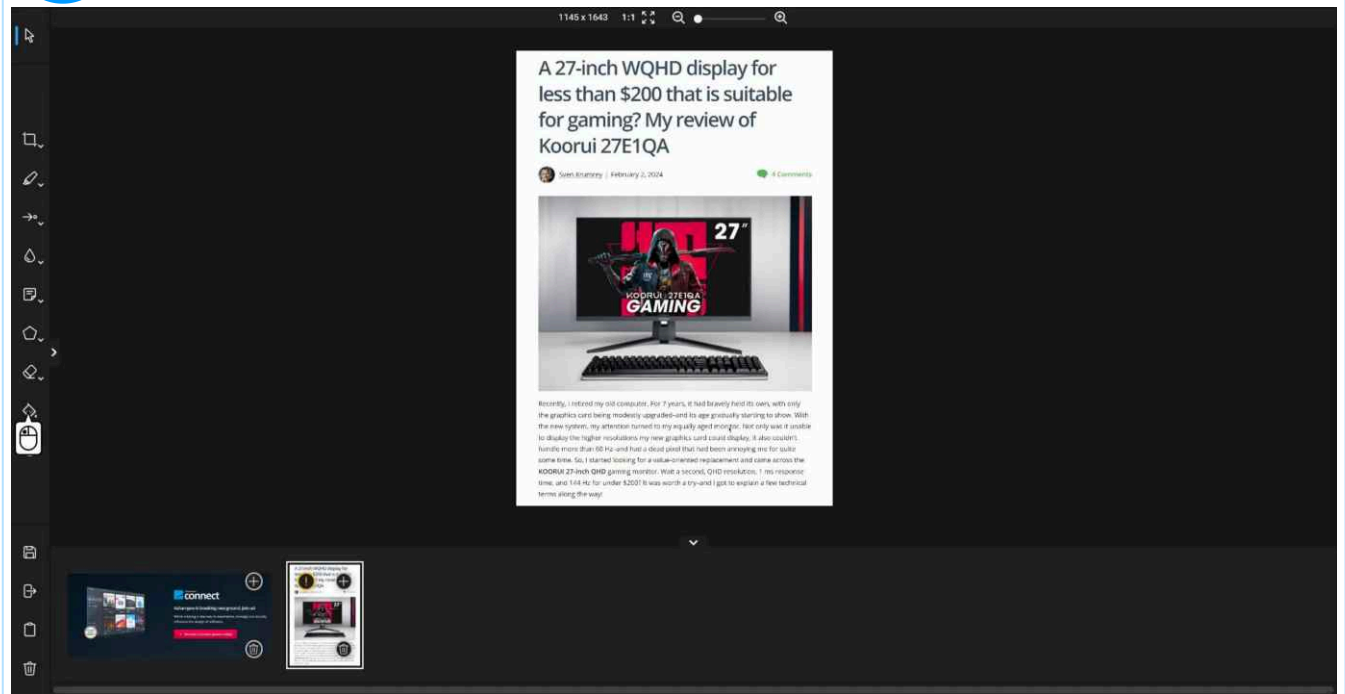 1145 x 1643 1:1
A 27-inch WQHD display for
less than $200 that is suitable
for gaming? My review of
Koorui 27E1QA
Sven Krumrey | February 2, 2024
4 Comments
27"
KOORUI 27E1QA
GAMING
Recently, I retired my old computer. For 7 years, it had bravely held its own, with only
the graphics card being modestly upgraded–and its age gradually starting to show. With
the new system, my attention turned to my equally aged monitor. Not only was it unable
to display the higher resolutions my new graphics card could display, it also couldn't
handle more than 60 Hz–and had a dead pixel that had been annoying me for quite
some time. So, I started looking for a value-oriented replacement and came across the
KOORUI 27-inch QHD gaming monitor. Wait a second, QHD resolution, 1 ms response
time, and 144 Hz for under $200? It was worth a try–and I got to explain a few technical
terms along the way!
connect